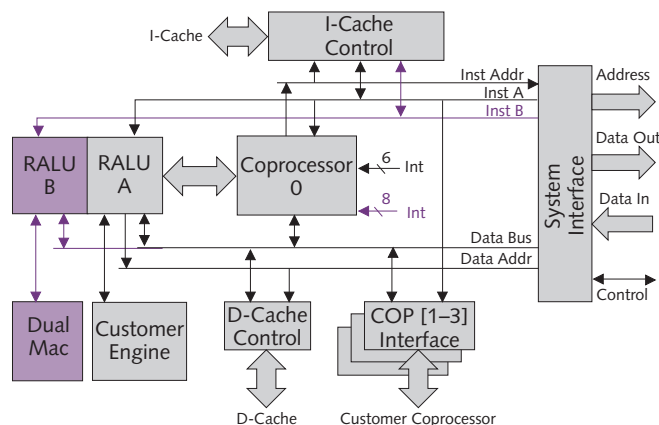 I-Cache
I-Cache
Control
Inst Addr
Inst A
Inst B
Address
Data Out
Data In
Control
System
Interface
RALU
B
RALU
A
Coprocessor
0
6
Int
8
Int
Data Bus
Data Addr
Dual
Mac
Customer
Engine
D-Cache
Control
COP [1–3]
Interface
D-Cache
Customer Coprocessor